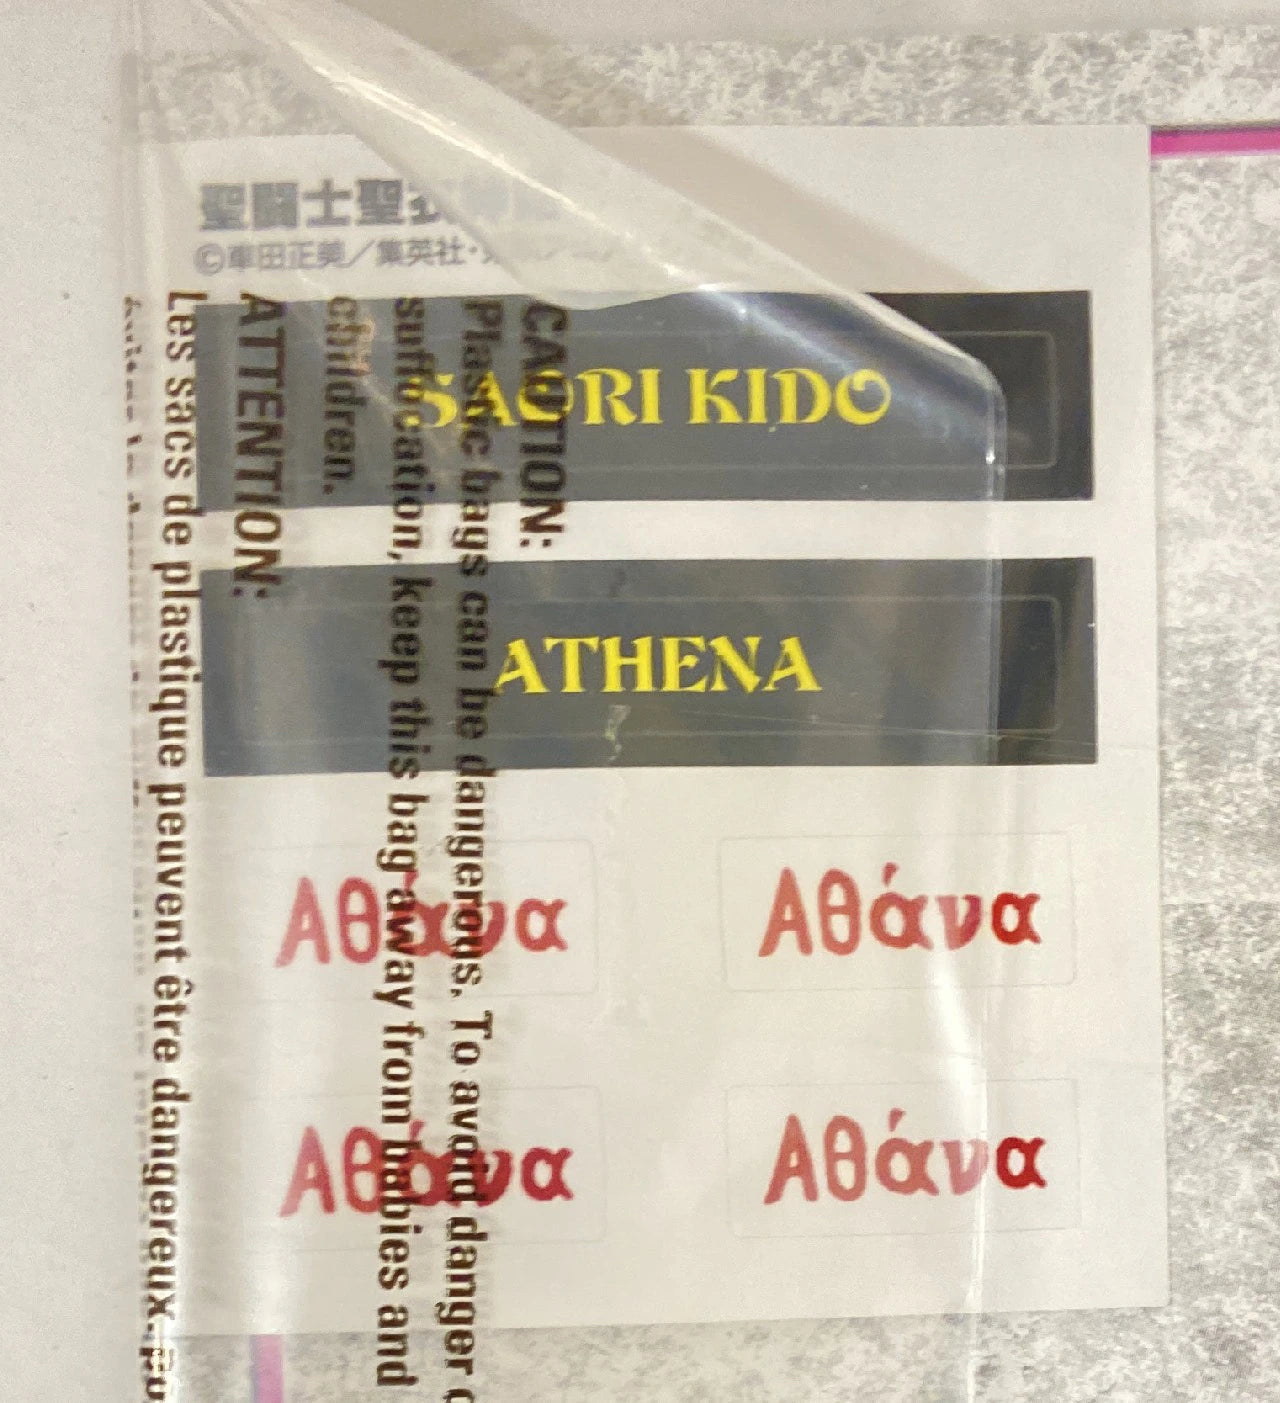 聖闘士聖衣
©車田正美／集英社・
SAORI KIDO
ATHENA
Αθάνα Αθάνα
Αθάνα Αθάνα
CAUTION:
Plastic bags can be dangerous. To avoid danger
suffocation, keep this bag away from babies and
children.
ATTENTION:
Les sacs de plastique peuvent être dangereux.